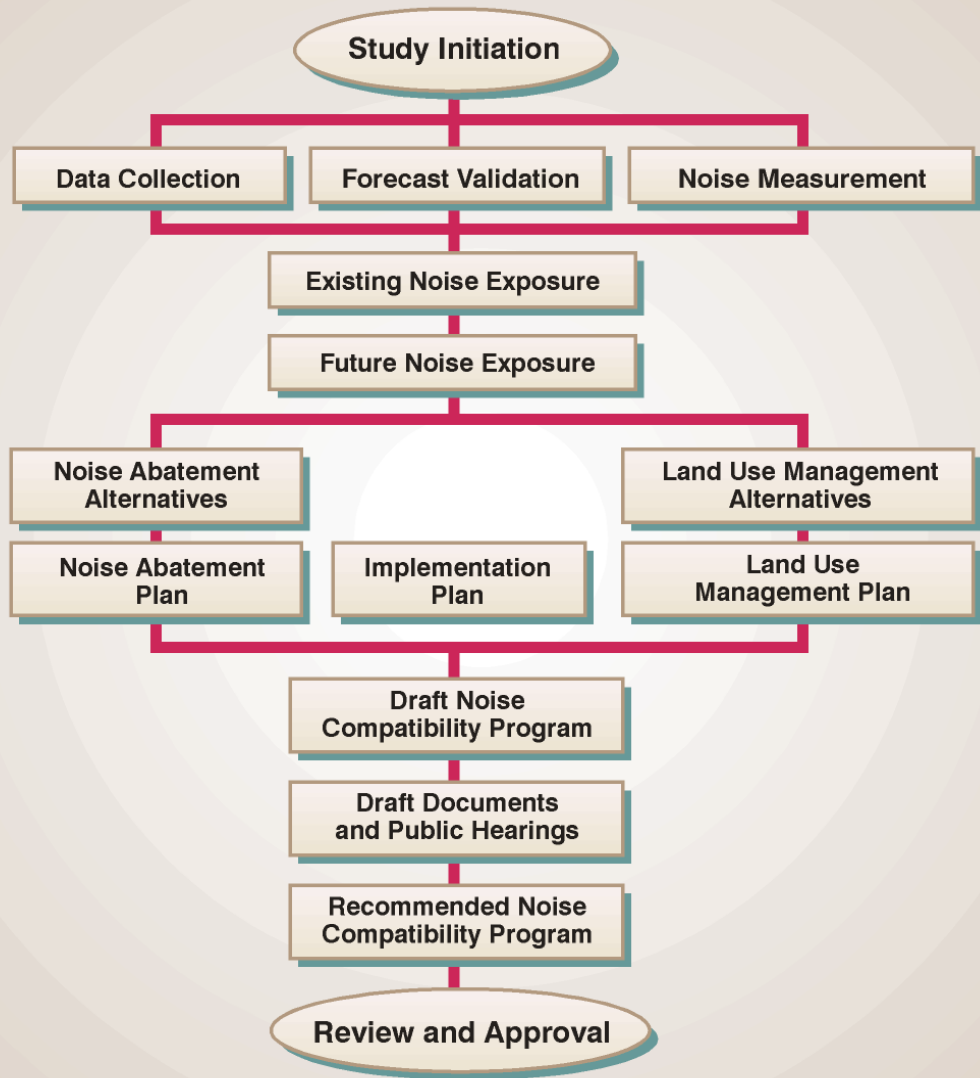 Study Initiation
Data Collection
Forecast Validation
Noise Measurement
Existing Noise Exposure
Future Noise Exposure
Noise Abatement
Alternatives
Land Use Management
Alternatives
Noise Abatement
Plan
Implementation
Plan
Land Use
Management Plan
Draft Noise
Compatibility Program
Draft Documents
and Public Hearings
Recommended Noise
Compatibility Program
Review and Approval